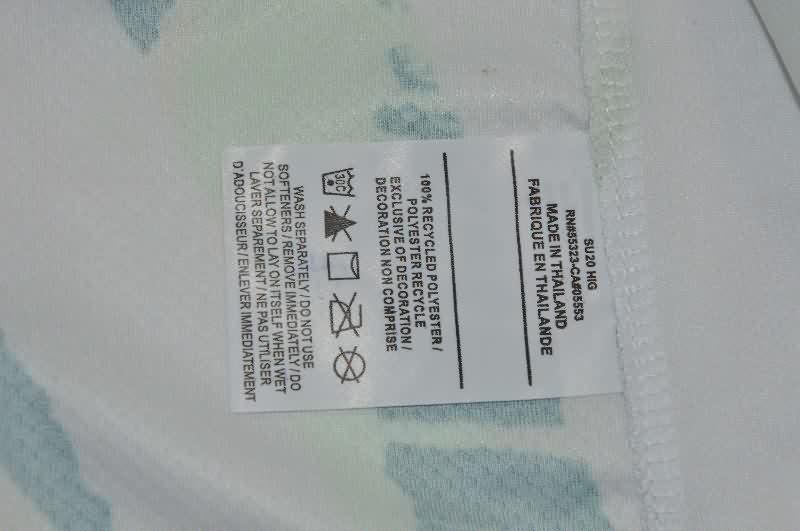 SU20 HIG
RN#55323-CA#05553
MADE IN THAILAND
FABRIQUE EN THAILANDE
100% RECYCLED POLYESTER /
POLYESTER RECYCLE
EXCLUSIVE OF DECORATION /
DECORATION NON COMPRISE
30C
WASH SEPARATELY / DO NOT USE
SOFTENERS / REMOVE IMMEDIATELY / DO
NOT ALLOW TO LAY ON ITSELF WHEN WET
LAVER SEPAREMENT / NE PAS UTILISER
D'ADOUCISSEUR / ENLEVER IMMEDIATEMENT